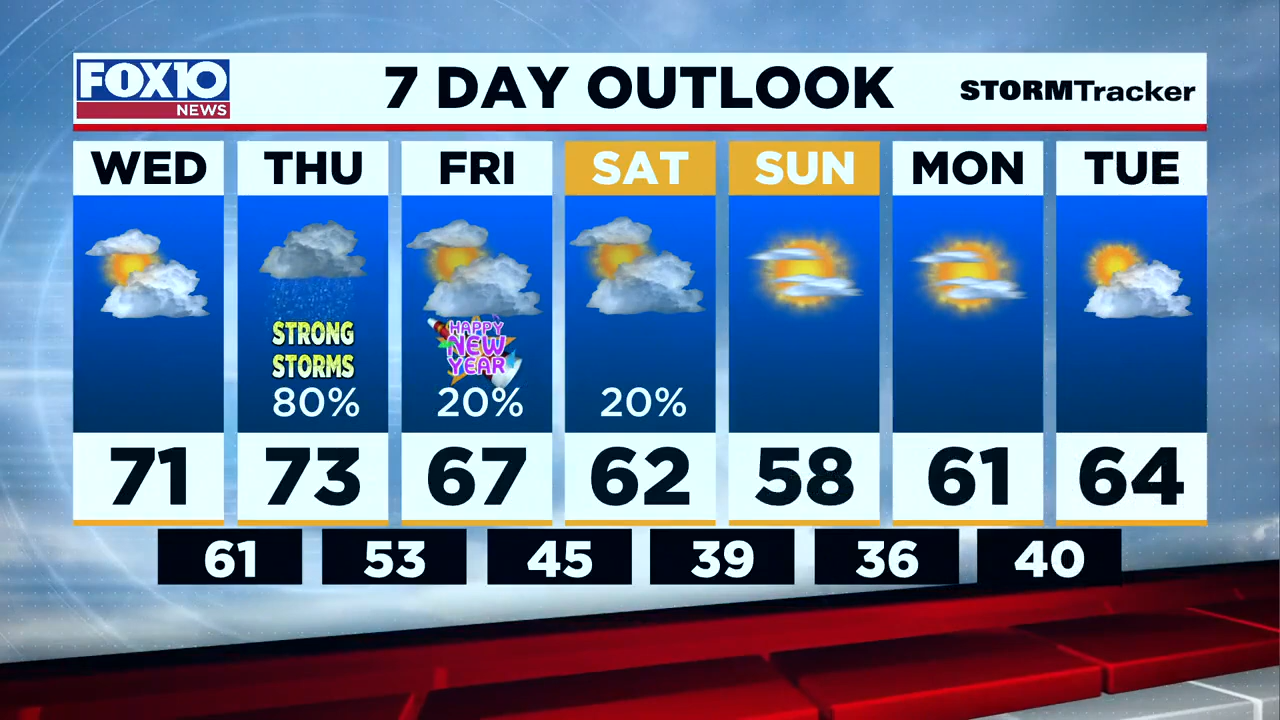 FOX10
NEWS
7 DAY OUTLOOK
STORMTracker
WED THU FRI SAT SUN MON TUE
STRONG
STORMS
HAPPY
NEW
YEAR
80% 20% 20%
71 73 67 62 58 61 64
61 53 45 39 36 40